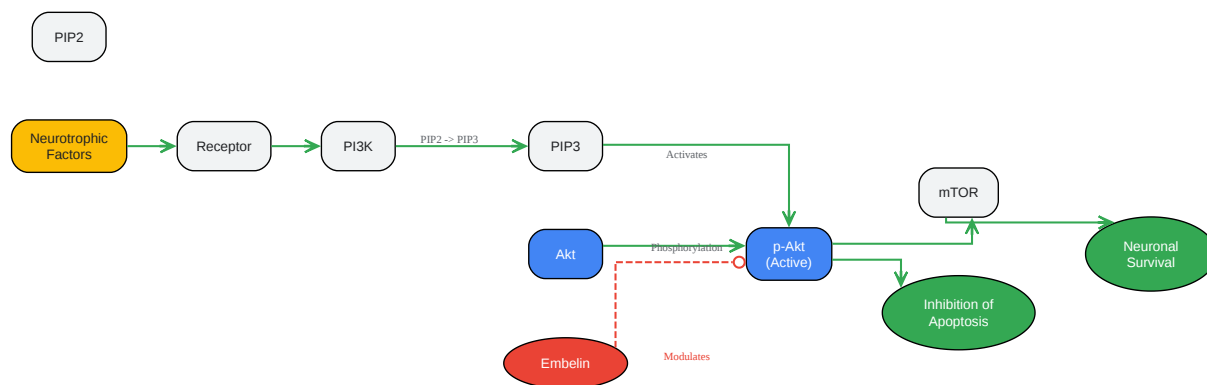 PIP2
Neurotrophic
Factors
Receptor
PI3K
PIP2 -> PIP3
PIP3
Activates
mTOR
Akt
Phosphorylation
p-Akt
(Active)
Neuronal
Survival
Inhibition of
Apoptosis
Embelin
Modulates